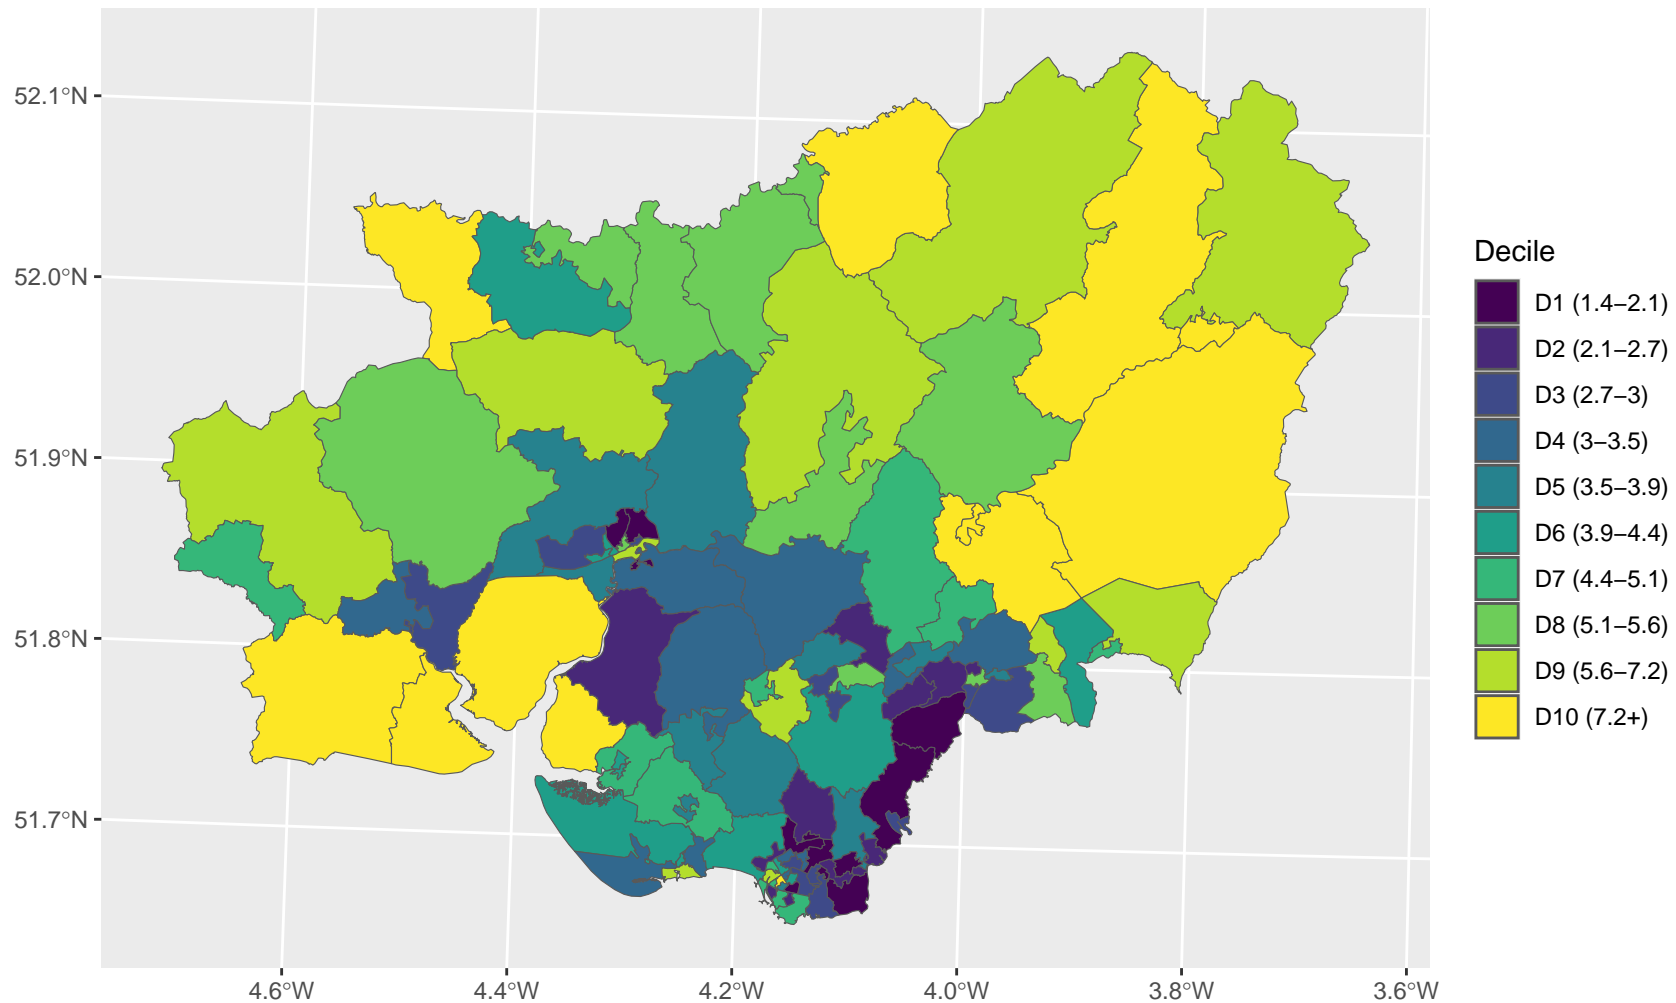 52.1°N
52.0°N
51.9°N
51.8°N
51.7°N
4.6°W
4.4°W
4.2°W
4.0°W
3.8°W
3.6°W
Decile
D1 (1.4–2.1)
D2 (2.1–2.7)
D3 (2.7–3)
D4 (3–3.5)
D5 (3.5–3.9)
D6 (3.9–4.4)
D7 (4.4–5.1)
D8 (5.1–5.6)
D9 (5.6–7.2)
D10 (7.2+)